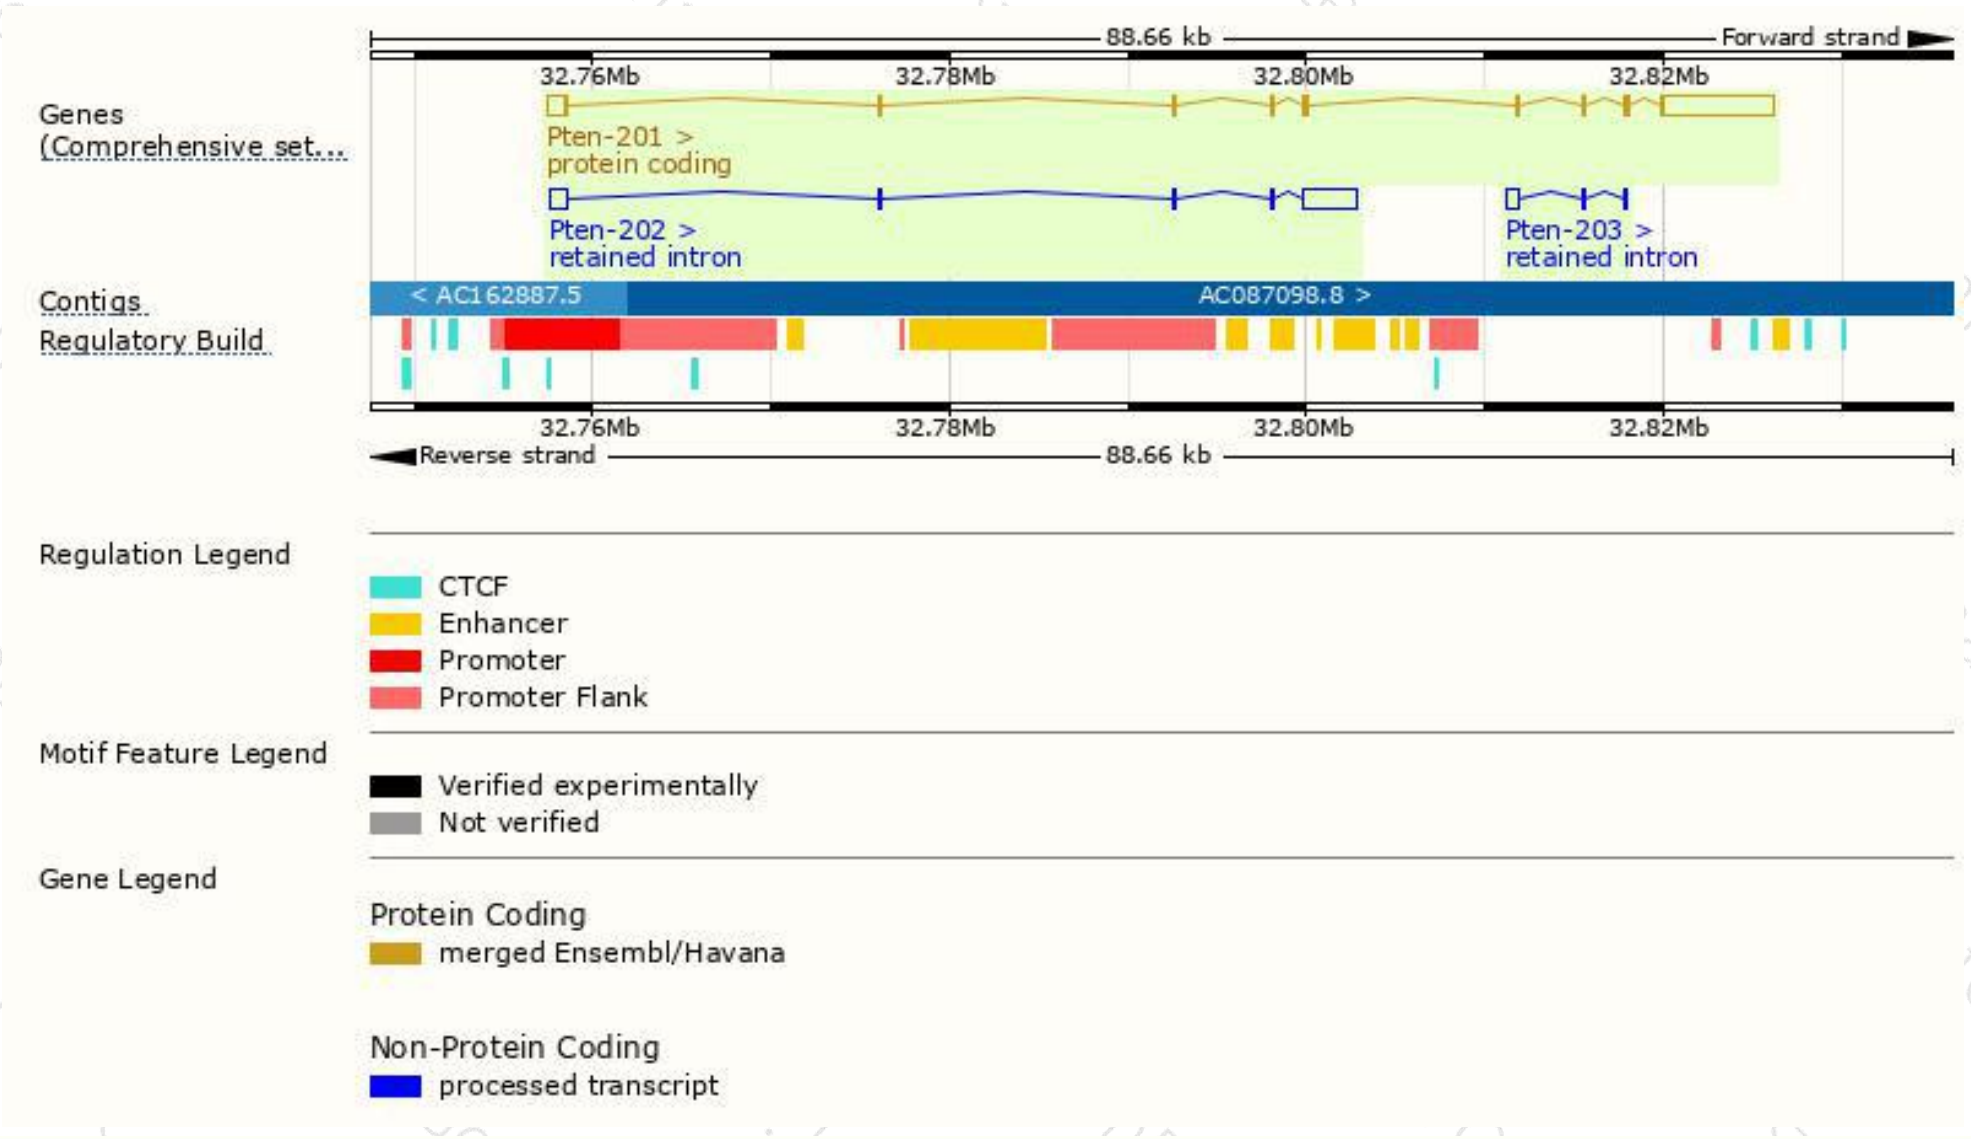 88.66 kb Forward strand
32.76Mb 32.78Mb 32.80Mb 32.82Mb
Genes
(Comprehensive set...
Pten-201 >
protein coding
Pten-202 >
retained intron
Pten-203 >
retained intron
Contigs
< AC162887.5 AC087098.8 >
Regulatory Build
32.76Mb 32.78Mb 32.80Mb 32.82Mb
Reverse strand 88.66 kb
Regulation Legend
CTCF
Enhancer
Promoter
Promoter Flank
Motif Feature Legend
Verified experimentally
Not verified
Gene Legend
Protein Coding
merged Ensembl/Havana
Non-Protein Coding
processed transcript